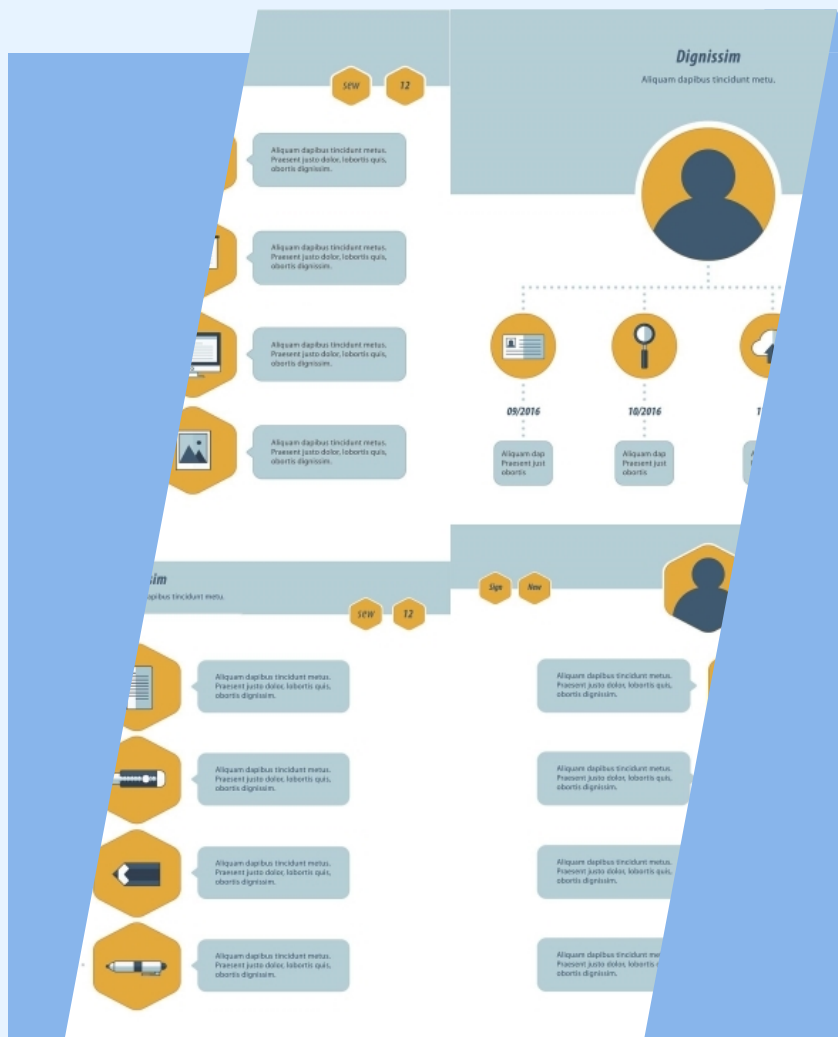 sew
12
Aliquam dapibus tincidunt metus.
Praesent justo dolor, lobortis quis,
obortis dignissim.
Aliquam dapibus tincidunt metus.
Praesent justo dolor, lobortis quis,
obortis dignissim.
Aliquam dapibus tincidunt metus.
Praesent justo dolor, lobortis quis,
obortis dignissim.
Aliquam dapibus tincidunt metus.
Praesent justo dolor, lobortis quis,
obortis dignissim.
Dignissim
Aliquam dapibus tincidunt metu.
09/2016
10/2016
Aliquam dap
Praesent just
obortis
Aliquam dap
Praesent just
obortis
tincidunt metu.
sew
12
Aliquam dapibus tincidunt metus.
Praesent justo dolor, lobortis quis,
obortis dignissim.
Aliquam dapibus tincidunt metus.
Praesent justo dolor, lobortis quis,
obortis dignissim.
Aliquam dapibus tincidunt metus.
Praesent justo dolor, lobortis quis,
obortis dignissim.
Aliquam dapibus tincidunt metus.
Praesent justo dolor, lobortis quis,
obortis dignissim.
Sign
Now
Aliquam dapibus tincidunt metus.
Praesent justo dolor, lobortis quis,
obortis dignissim.
Aliquam dapibus tincidunt metus.
Praesent justo dolor, lobortis quis,
obortis dignissim.
Aliquam dapibus tincidunt metus.
Praesent justo dolor, lobortis quis,
obortis dignissim.
Aliquam dapibus tincidunt
Praesent justo dolor, lobortis
obortis dignissim.